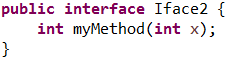 public interface Iface2 {
    int myMethod(int x);
}